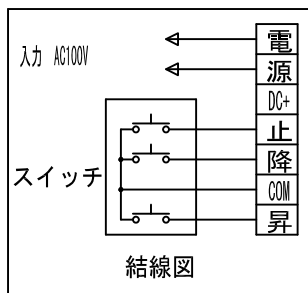 入力 AC100V
電
源
DC+
止
降
COM
昇
スイッチ
結線図